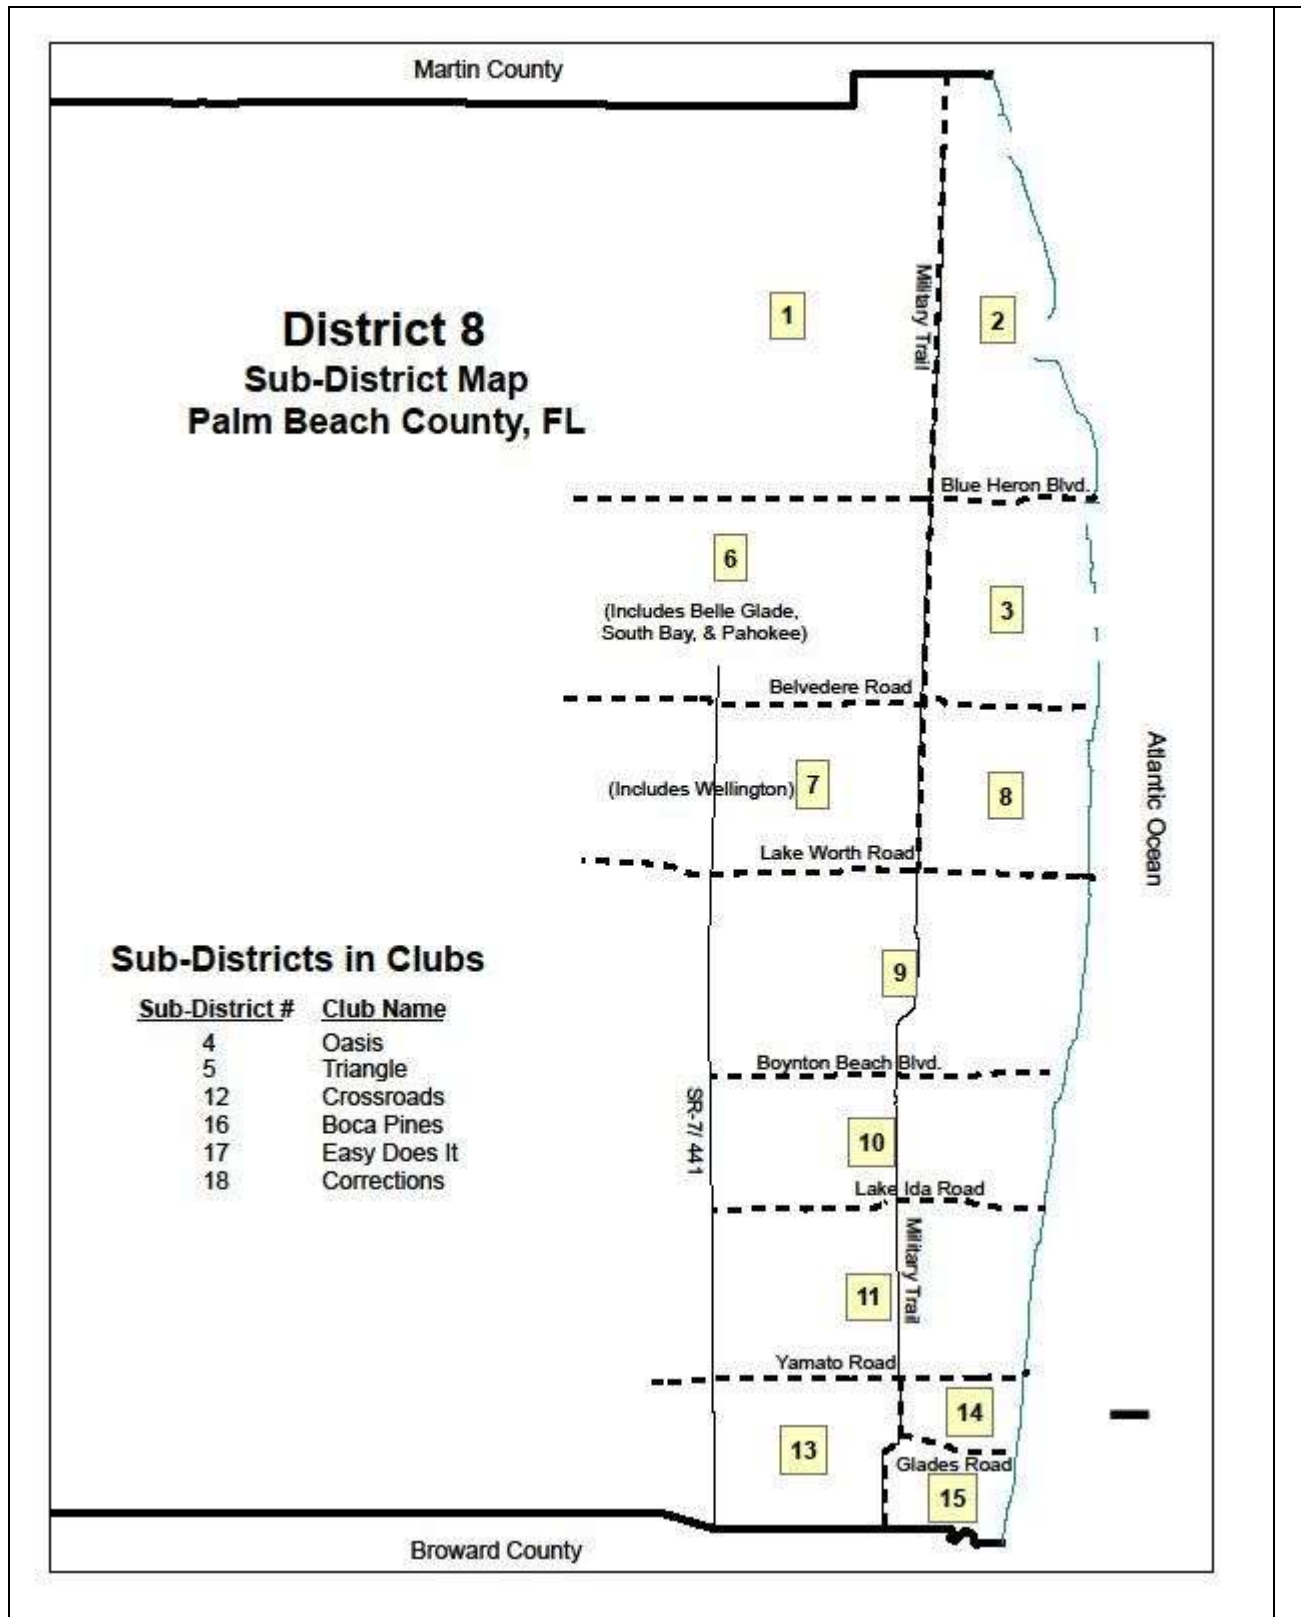 Martin County
Military Trail
1
2
District 8
Sub-District Map
Palm Beach County, FL
Blue Heron Blvd.
6
(Includes Belle Glade,
South Bay, & Pahokee)
3
Belvedere Road
Atlantic Ocean
(Includes Wellington)
7
8
Lake Worth Road
9
Sub-Districts in Clubs
Sub-District # Club Name
4 Oasis
5 Triangle
12 Crossroads
16 Boca Pines
17 Easy Does It
18 Corrections
Boynton Beach Blvd.
SR-7/ 441
10
Lake Ida Road
Military Trail
11
Yamato Road
14
13
Glades Road
15
Broward County